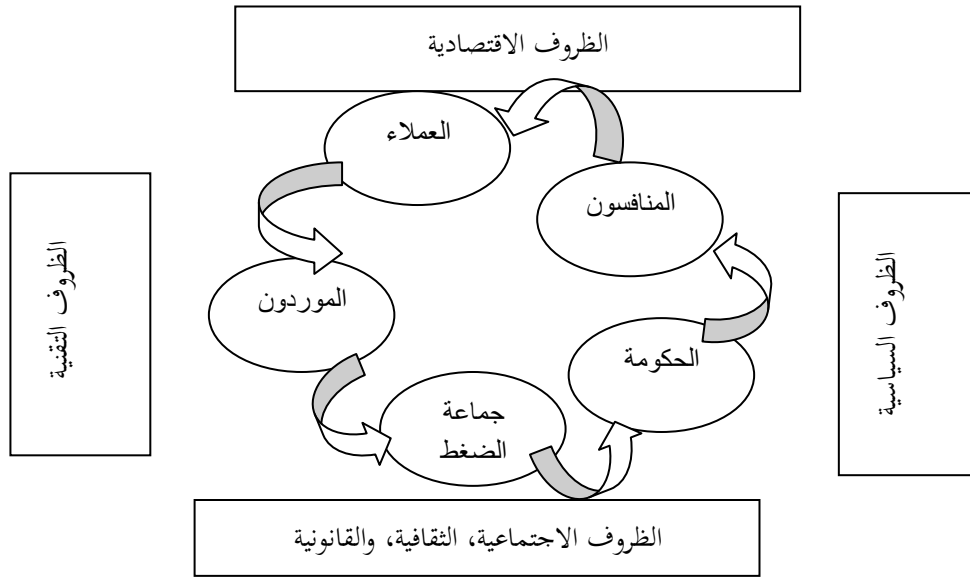 الظروف الاقتصادية
العملاء
المنافسون
الظروف السياسية
الظروف التقنية
الموردون
الحكومة
جماعة
الضغط
الظروف الاجتماعية، الثقافية، والقانونية